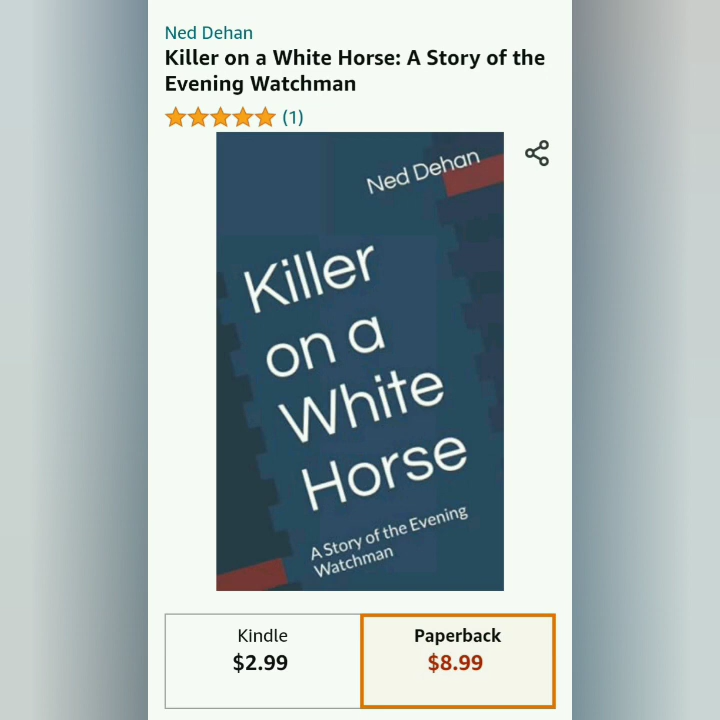 Ned Dehan
Killer on a White Horse: A Story of the
Evening Watchman
(1)
Ned Dehan
Killer
on a
White
Horse
A Story of the Evening
Watchman
Kindle
$2.99
Paperback
$8.99